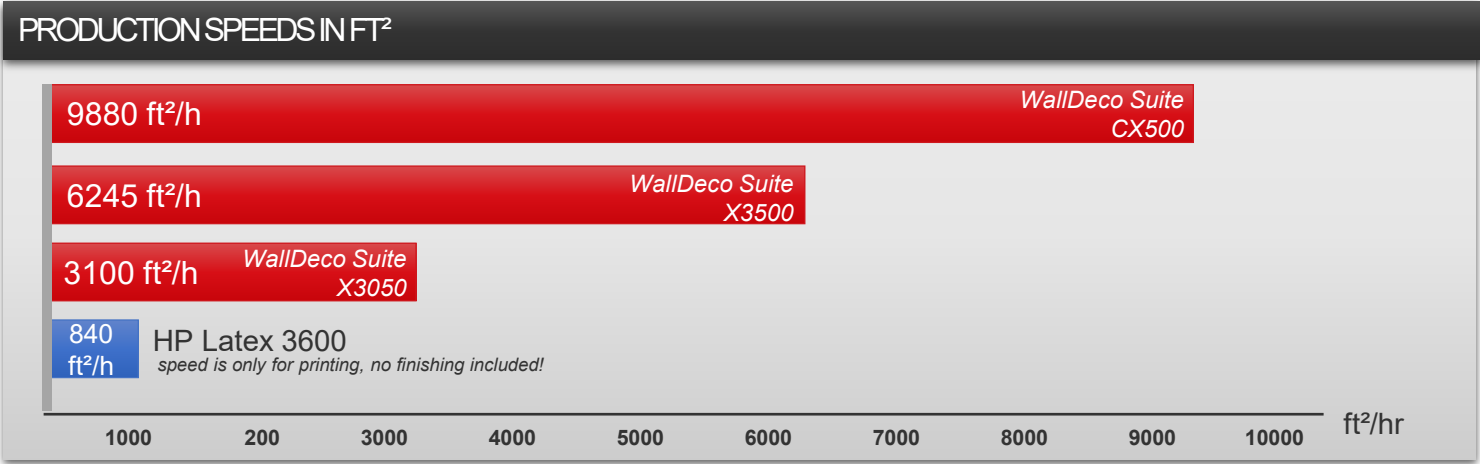 PRODUCTION SPEEDS IN FT²
9880 ft²/h
WallDeco Suite
CX500
6245 ft²/h
WallDeco Suite
X3500
3100 ft²/h
WallDeco Suite
X3050
840
ft²/h
HP Latex 3600
speed is only for printing, no finishing included!
1000 200 3000 4000 5000 6000 7000 8000 9000 10000
ft²/hr